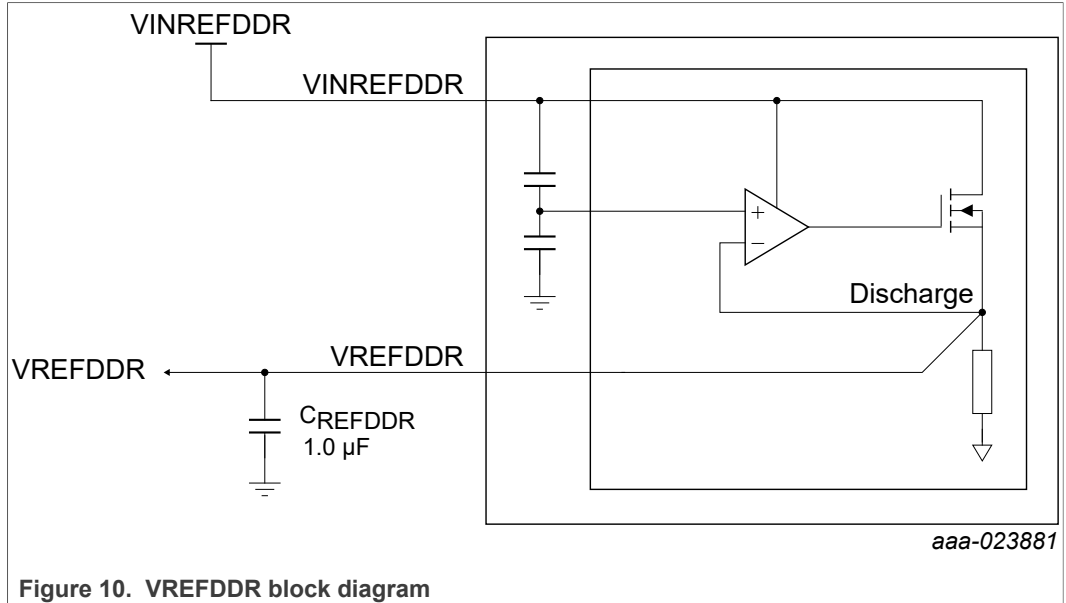 VINREFDDR
VINREFDDR
+
−
Discharge
VREFDDR
VREFDDR
CREFDDR
1.0 µF
aaa-023881
Figure 10. VREFDDR block diagram